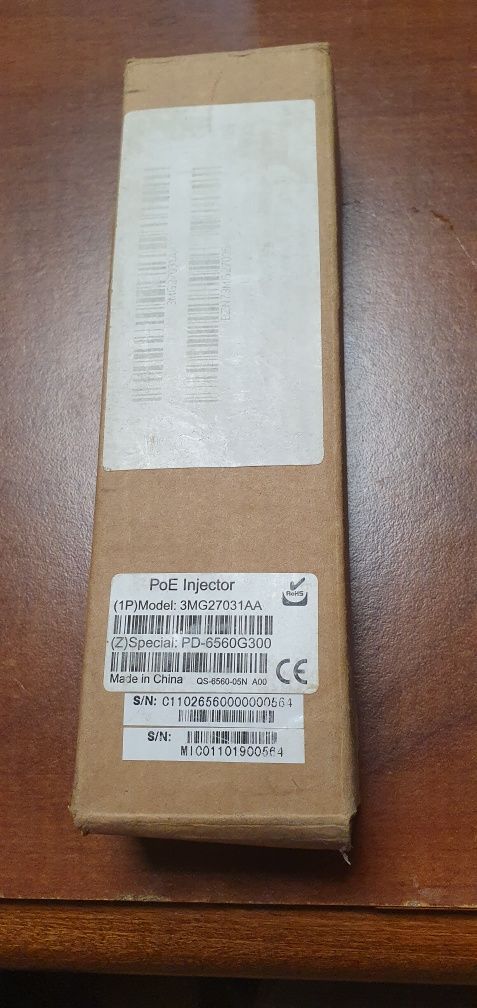 PoE Injector
(1P)Model: 3MG27031AA
RoHS
(Z)Special: PD-6560G300
Made in China QS-6560-05N A00
CE
S/N: C11026560000000564
S/N:
MIC01101900564